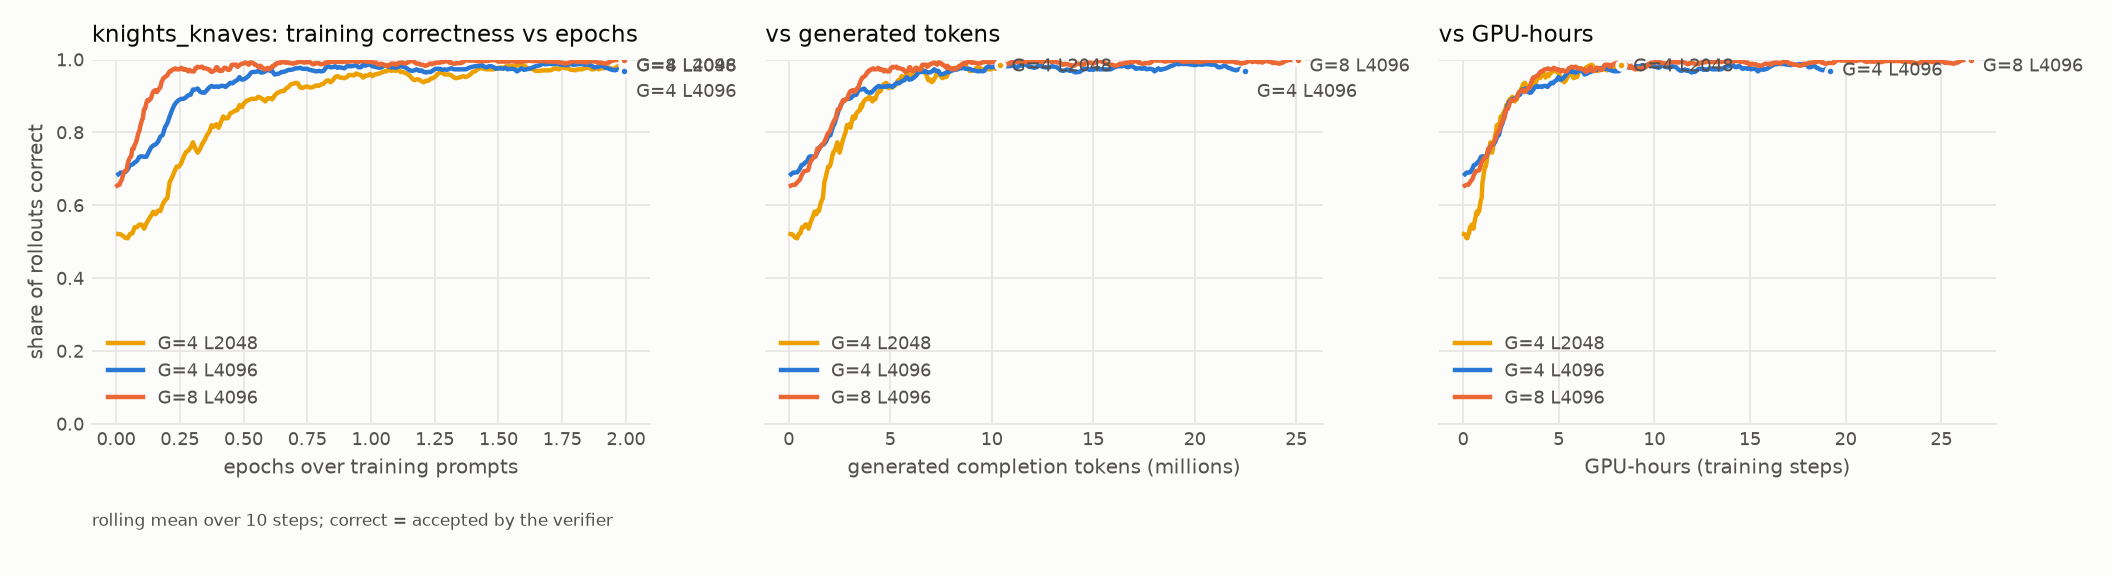 knights_knaves: training correctness vs epochs
vs generated tokens
vs GPU-hours
share of rollouts correct
1.0
0.8
0.6
0.4
0.2
0.0
G=4 L4096
G=4 L2048
G=8 L4096
G=4 L4096
G=4 L2048
G=4 L4096
G=8 L4096
G=4 L2048
G=4 L4096
G=8 L4096
G=4 L2048
G=4 L4096
G=8 L4096
G=4 L2048
G=4 L4096
G=8 L4096
0.00 0.25 0.50 0.75 1.00 1.25 1.50 1.75 2.00
0 5 10 15 20 25
0 5 10 15 20 25
epochs over training prompts
generated completion tokens (millions)
GPU-hours (training steps)
rolling mean over 10 steps; correct = accepted by the verifier